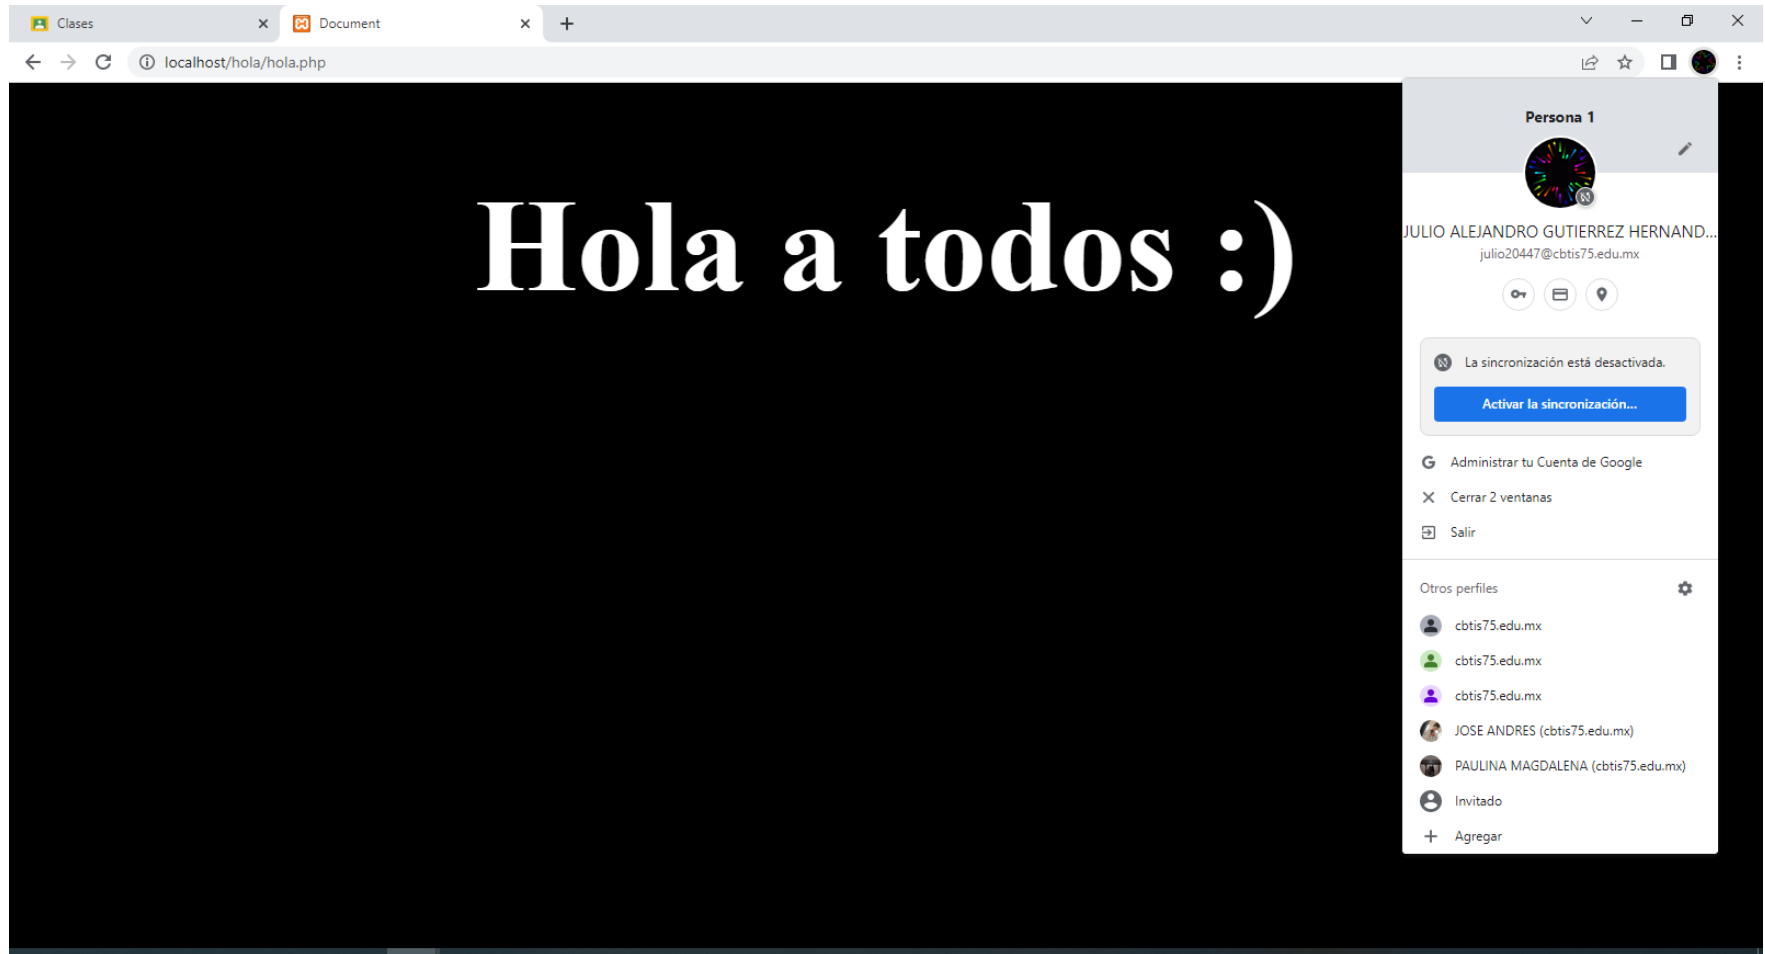 Clases
Document
localhost/hola/hola.php
Hola a todos :)
Persona 1
JULIO ALEJANDRO GUTIERREZ HERNAND...
julio20447@cbtis75.edu.mx
La sincronización está desactivada.
Activar la sincronización...
Administrar tu Cuenta de Google
Cerrar 2 ventanas
Salir
Otros perfiles
cbtis75.edu.mx
cbtis75.edu.mx
cbtis75.edu.mx
JOSE ANDRES (cbtis75.edu.mx)
PAULINA MAGDALENA (cbtis75.edu.mx)
Invitado
Agregar